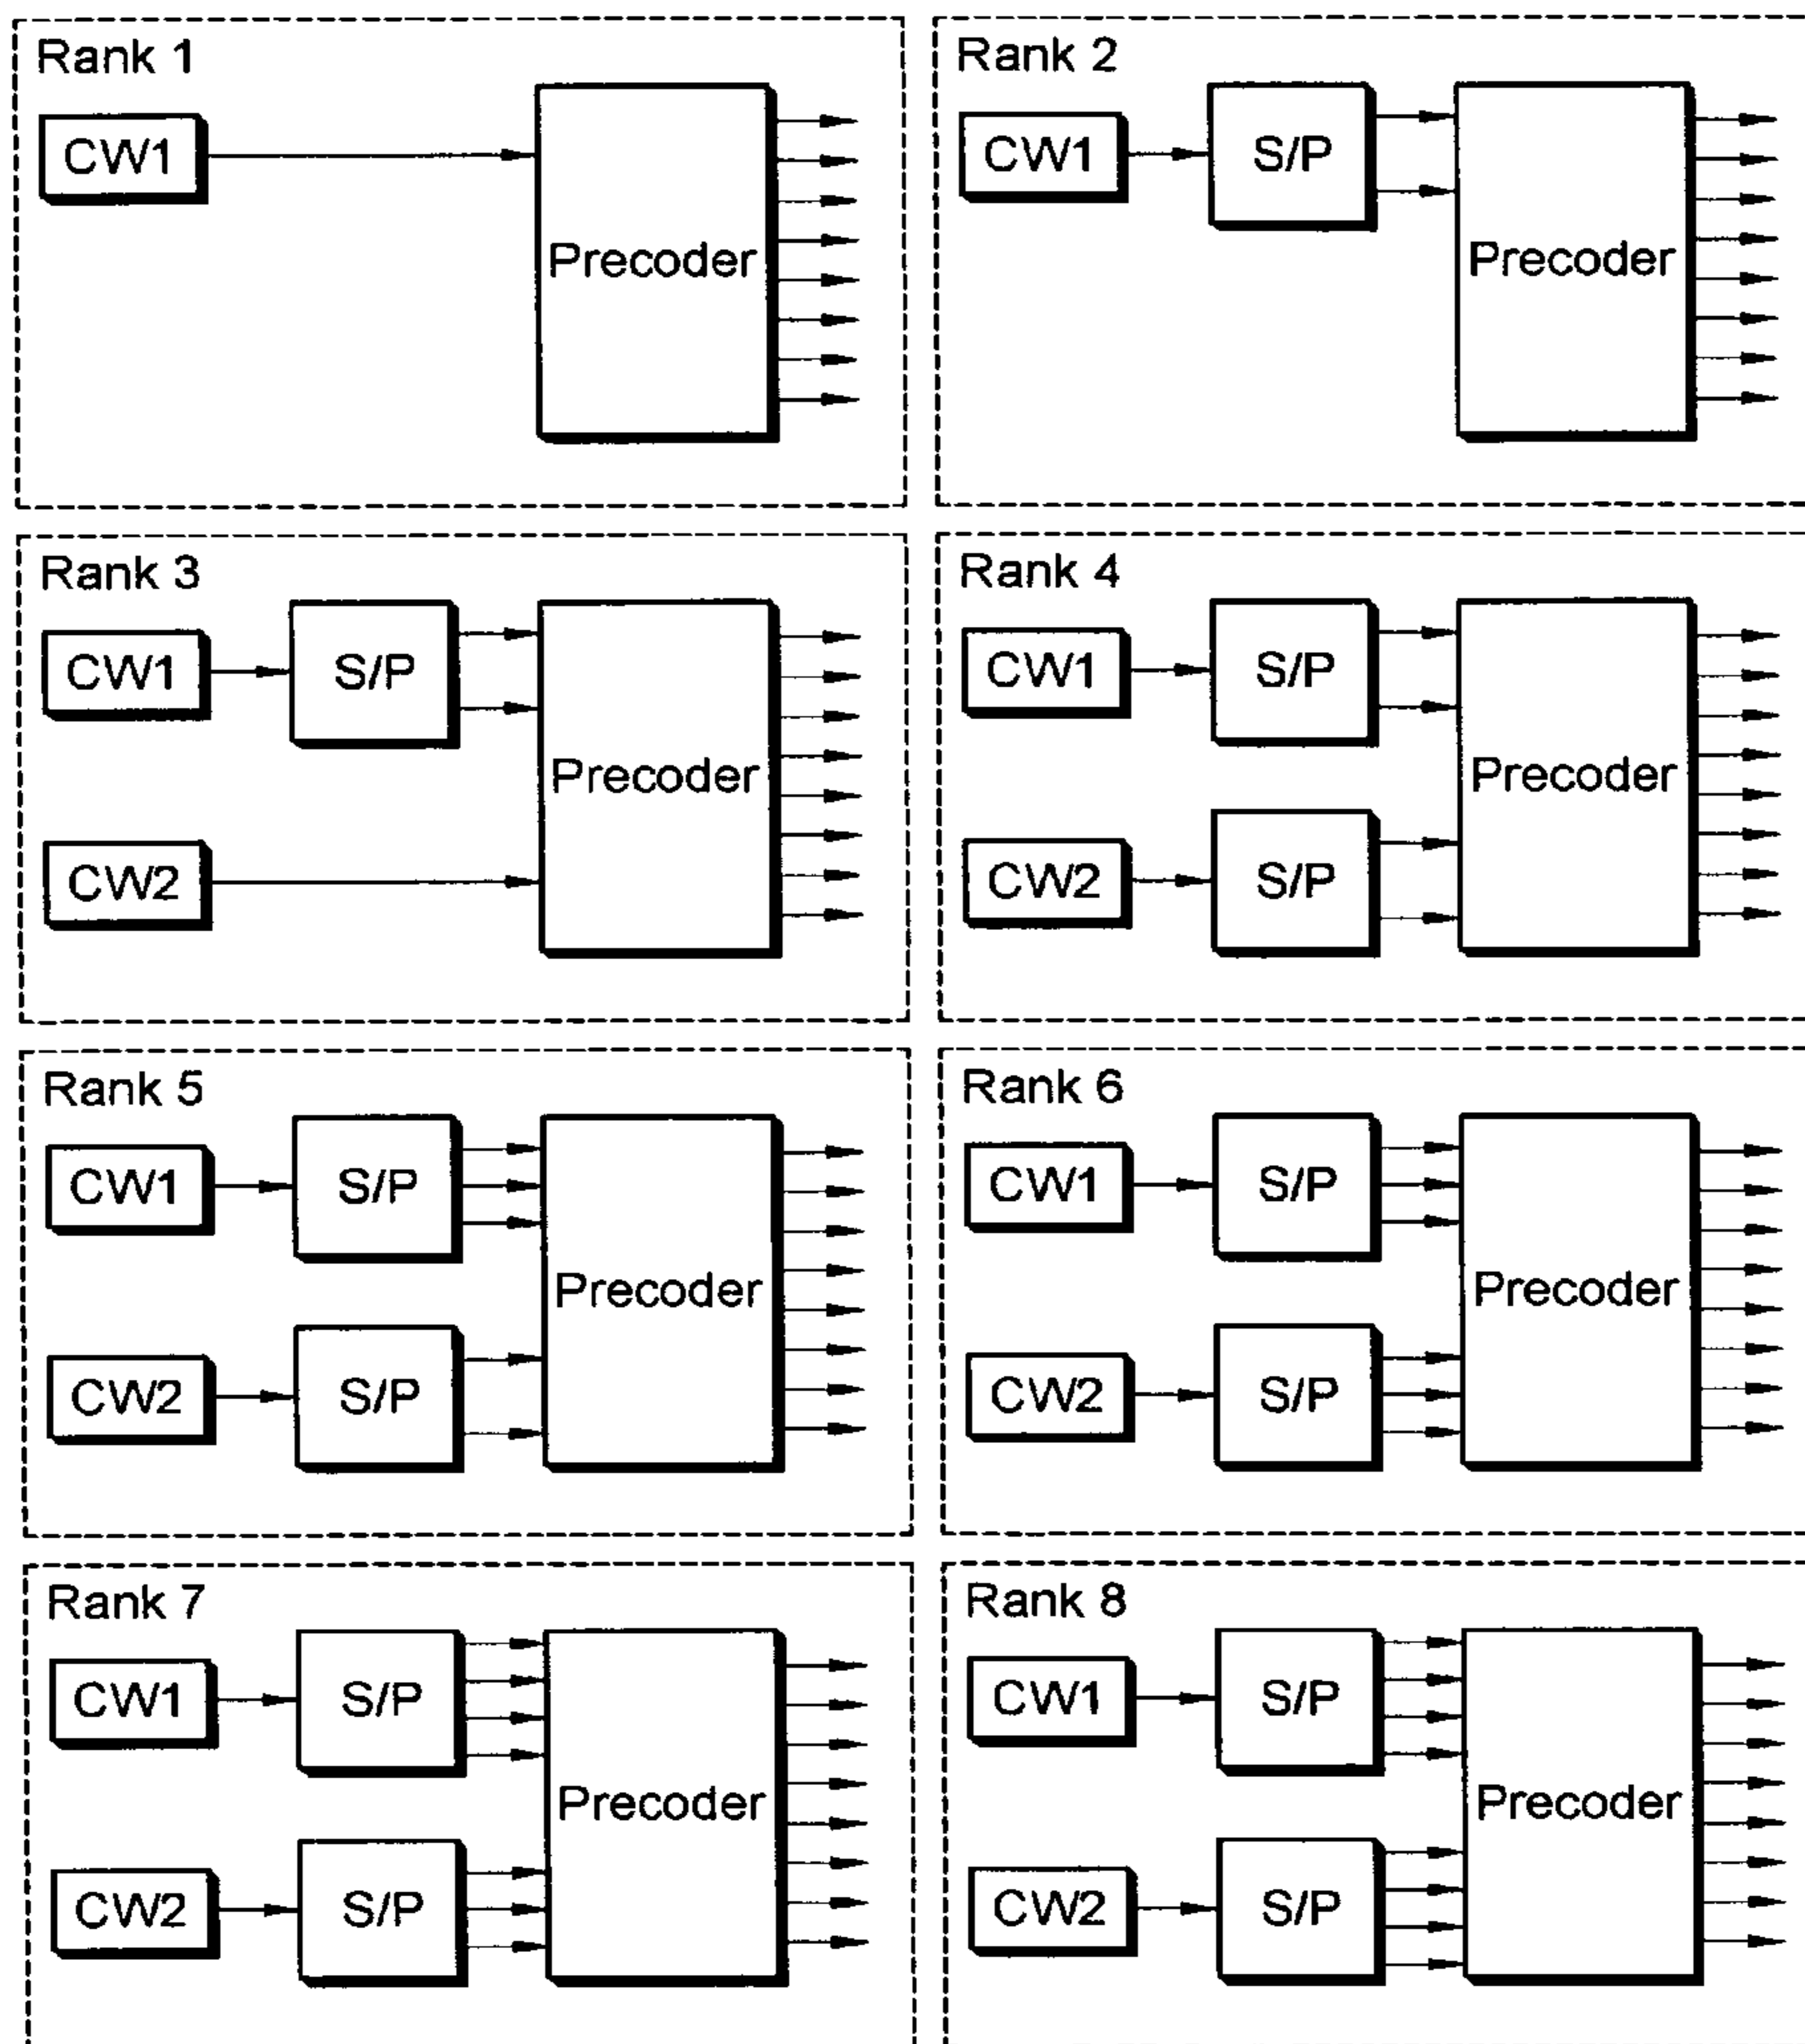 Rank 1
CW1
Precoder
Rank 2
CW1
S/P
Precoder
Rank 3
CW1
S/P
Precoder
CW2
Rank 4
CW1
S/P
Precoder
CW2
S/P
Rank 5
CW1
S/P
Precoder
CW2
S/P
Rank 6
CW1
S/P
Precoder
CW2
S/P
Rank 7
CW1
S/P
Precoder
CW2
S/P
Rank 8
CW1
S/P
Precoder
CW2
S/P